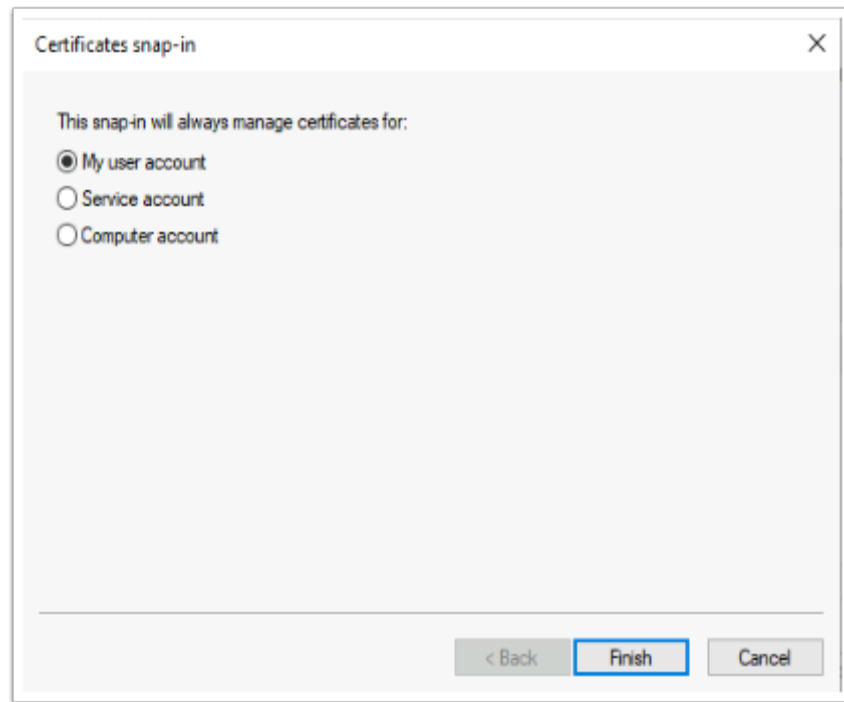 Certificates snap-in
This snap-in will always manage certificates for:
My user account
Service account
Computer account
< Back Finish Cancel